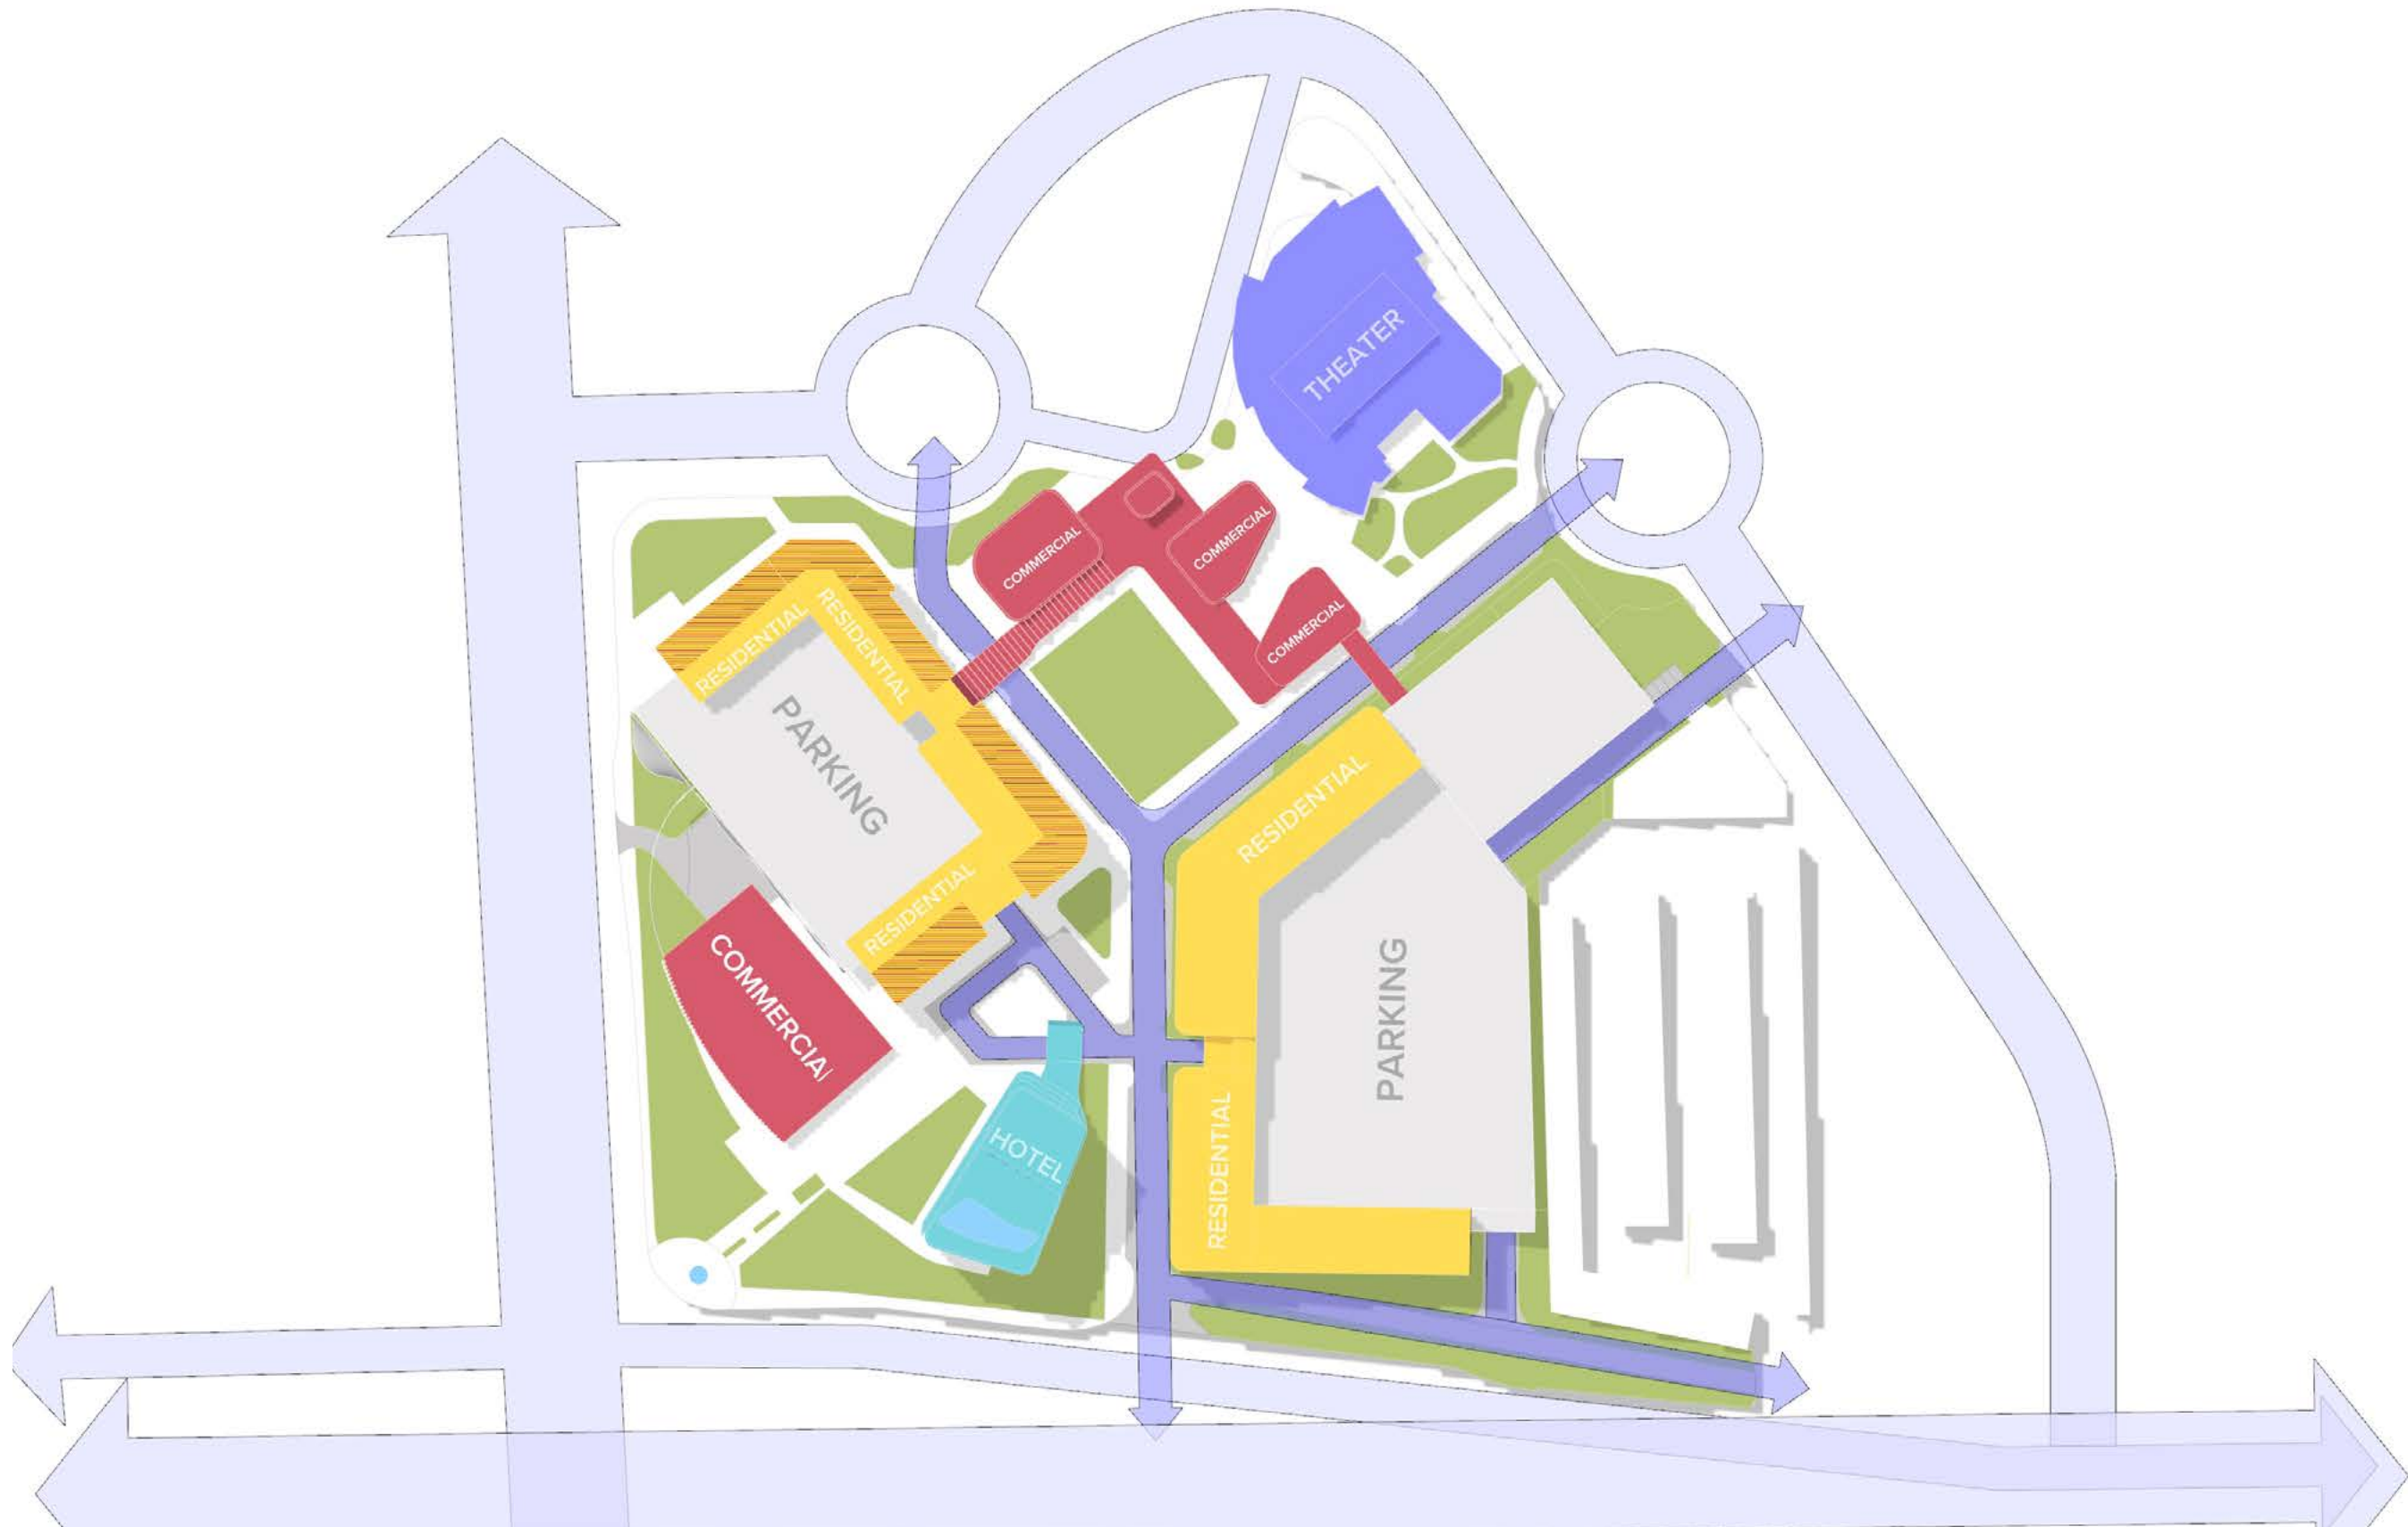 THEATER
COMMERCIAL
COMMERCIAL
COMMERCIAL
RESIDENTIAL
RESIDENTIAL
PARKING
RESIDENTIAL
RESIDENTIAL
COMMERCIAL
PARKING
HOTEL
RESIDENTIAL